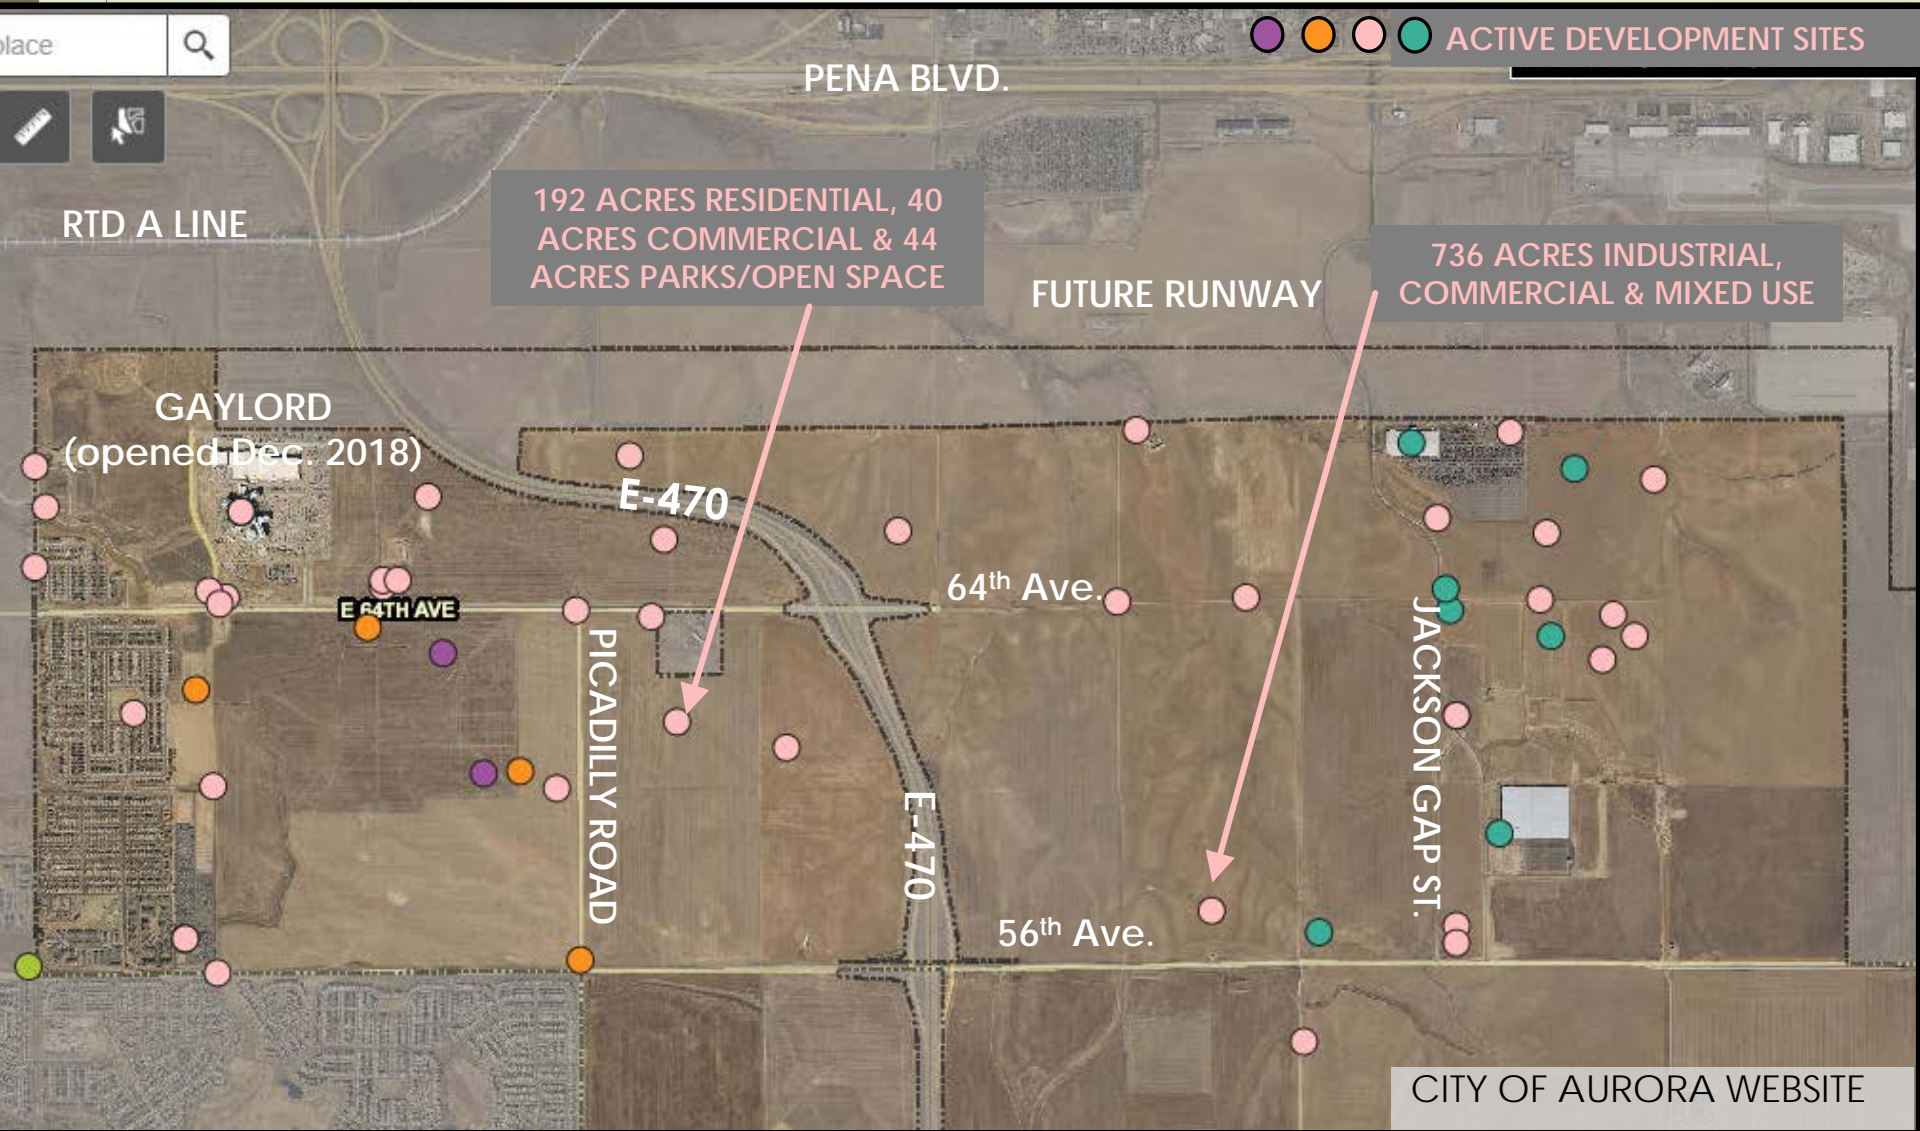 place
ACTIVE DEVELOPMENT SITES
PENA BLVD.
RTD A LINE
192 ACRES RESIDENTIAL, 40
ACRES COMMERCIAL & 44
ACRES PARKS/OPEN SPACE
736 ACRES INDUSTRIAL,
COMMERCIAL & MIXED USE
FUTURE RUNWAY
GAYLORD
(opened Dec. 2018)
E-470
64th Ave.
E 64TH AVE
PICADILLY ROAD
JACKSON GAP ST.
E-470
56th Ave.
CITY OF AURORA WEBSITE